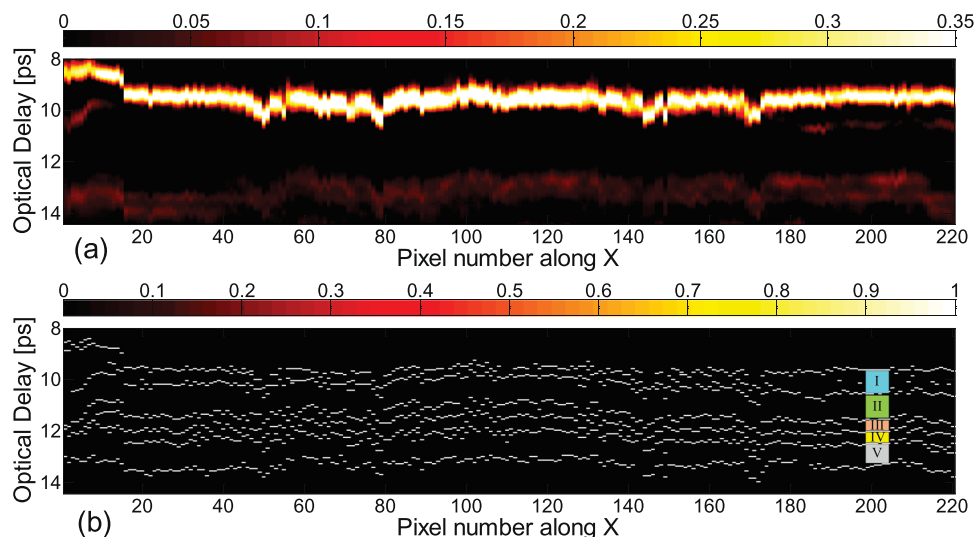 0 0.05 0.1 0.15 0.2 0.25 0.3 0.35
Optical Delay [ps]
8
10
12
14
20 40 60 80 100 120 140 160 180 200 220
(a)
Pixel number along X
0 0.1 0.2 0.3 0.4 0.5 0.6 0.7 0.8 0.9 1
Optical Delay [ps]
8
10
12
14
I
II
III
IV
V
20 40 60 80 100 120 140 160 180 200 220
(b)
Pixel number along X